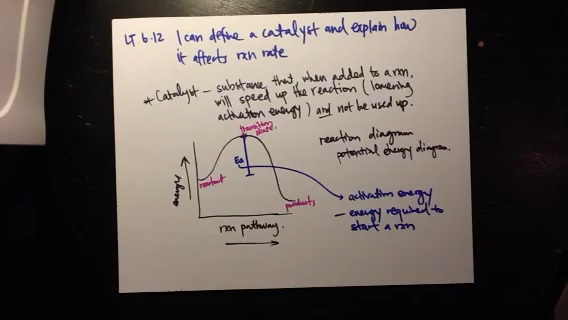 LT 6.12 I can define a catalyst and explain how
it affects rxn rate
* Catalyst – substance that, when added to a rxn,
will speed up the reaction (lowering
activation energy) and not be used up.
transition
state.
reaction diagram
potential energy diagram.
Ea
energy
reactant
products
rxn pathway.
activation energy
– energy required to
start a rxn